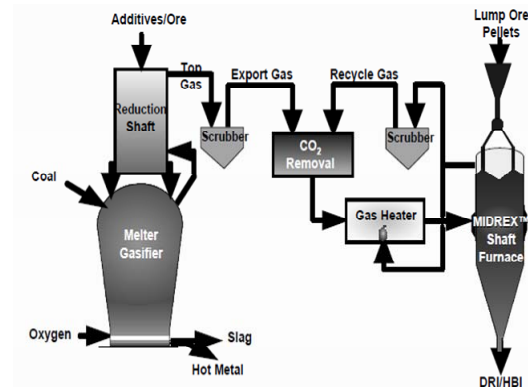 Additives/Ore
Lump Ore
Pellets
Top
Gas
Export Gas
Recycle Gas
Reduction
Shaft
Scrubber
Scrubber
CO2
Removal
Coal
Gas Heater
MIDREX™
Shaft
Furnace
Melter
Gasifier
Oxygen
Slag
Hot Metal
DRI/HBI